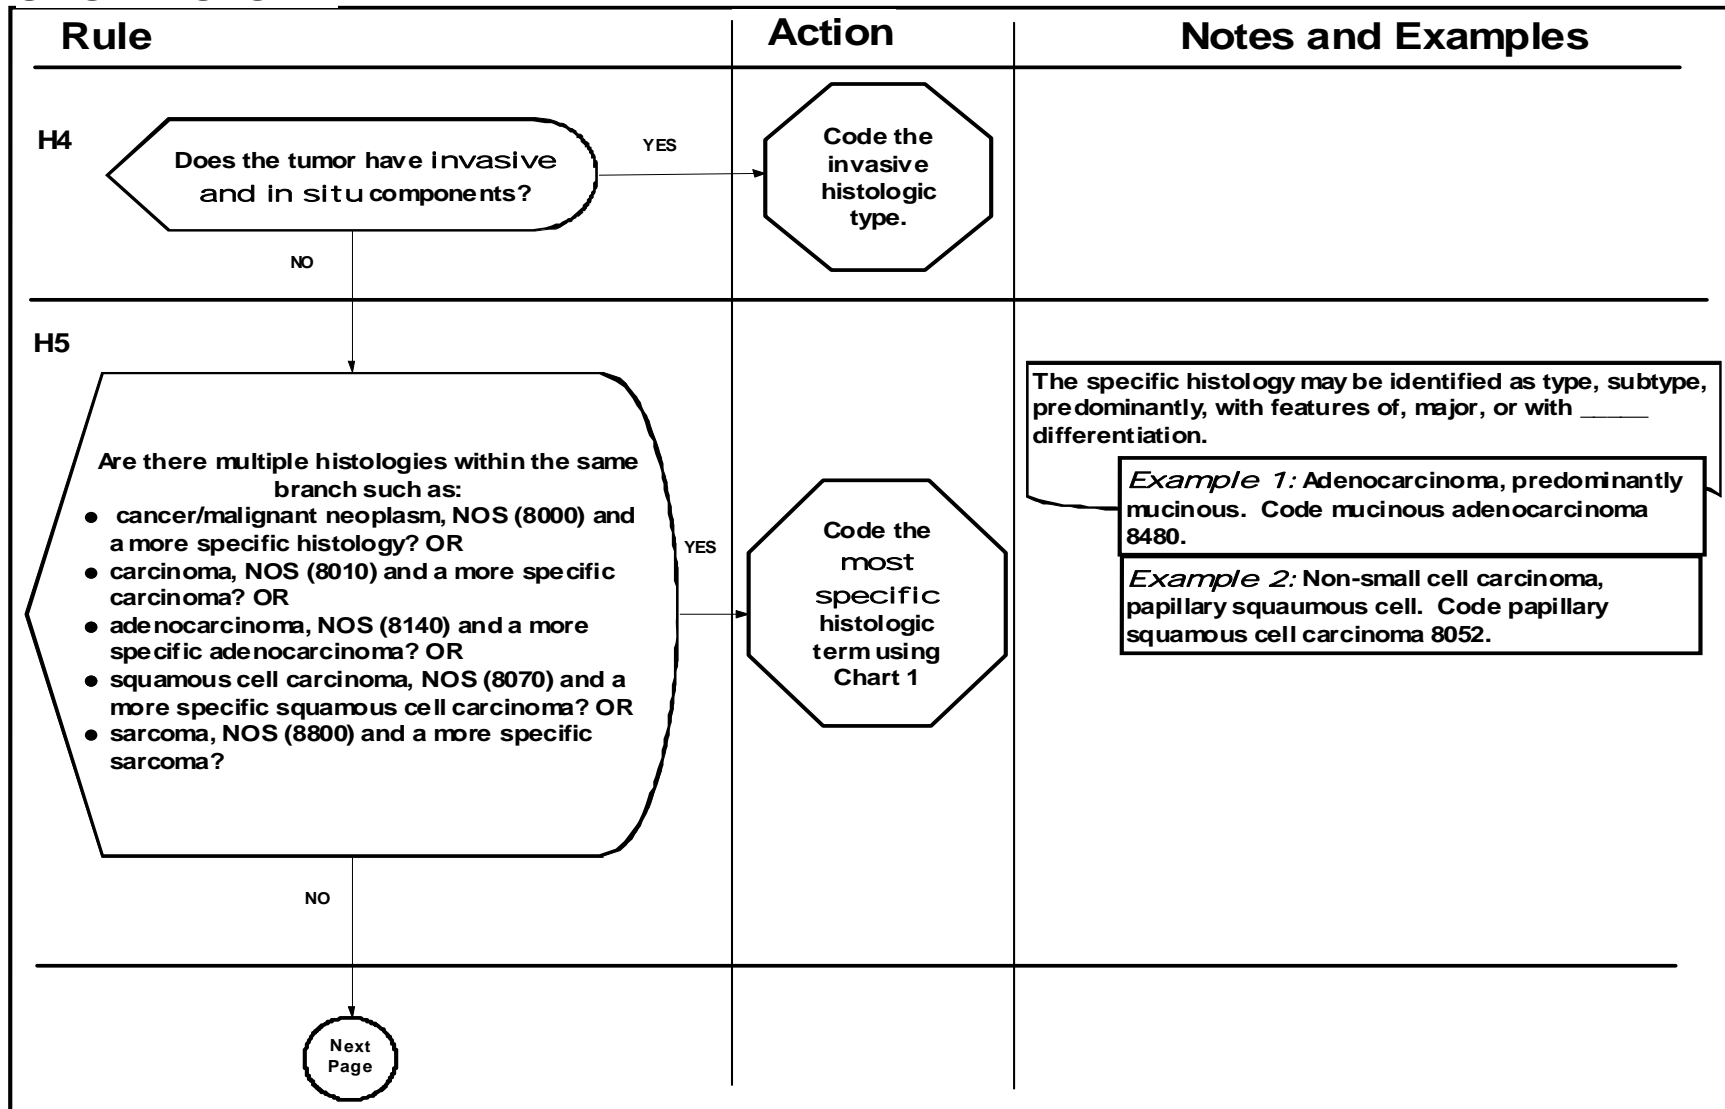 Rule
Action
Notes and Examples
H4
Does the tumor have invasive
and in situ components?
YES
Code the
invasive
histologic
type.
NO
H5
Are there multiple histologies within the same
branch such as:
● cancer/malignant neoplasm, NOS (8000) and
a more specific histology? OR
● carcinoma, NOS (8010) and a more specific
carcinoma? OR
● adenocarcinoma, NOS (8140) and a more
specific adenocarcinoma? OR
● squamous cell carcinoma, NOS (8070) and a
more specific squamous cell carcinoma? OR
● sarcoma, NOS (8800) and a more specific
sarcoma?
YES
Code the
most
specific
histologic
term using
Chart 1
The specific histology may be identified as type, subtype,
predominantly, with features of, major, or with _____
differentiation.
Example 1: Adenocarcinoma, predominantly
mucinous. Code mucinous adenocarcinoma
8480.
Example 2: Non-small cell carcinoma,
papillary squaumous cell. Code papillary
squamous cell carcinoma 8052.
NO
Next
Page